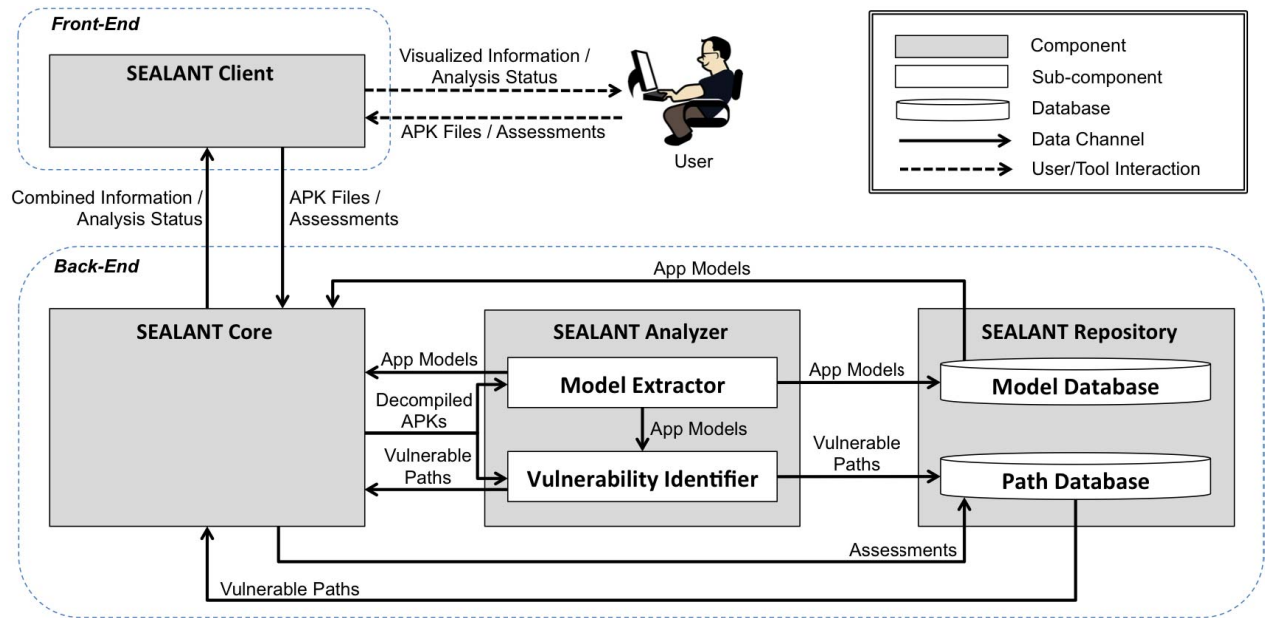 Front-End
SEALANT Client
Visualized Information /
Analysis Status
APK Files / Assessments
User
Component
Sub-component
Database
Data Channel
User/Tool Interaction
Combined Information /
Analysis Status
APK Files /
Assessments
Back-End
App Models
SEALANT Core
SEALANT Analyzer
SEALANT Repository
App Models
Model Extractor
App Models
Model Database
Decompiled
APKs
App Models
Vulnerable
Paths
Vulnerability Identifier
Vulnerable
Paths
Path Database
Assessments
Vulnerable Paths